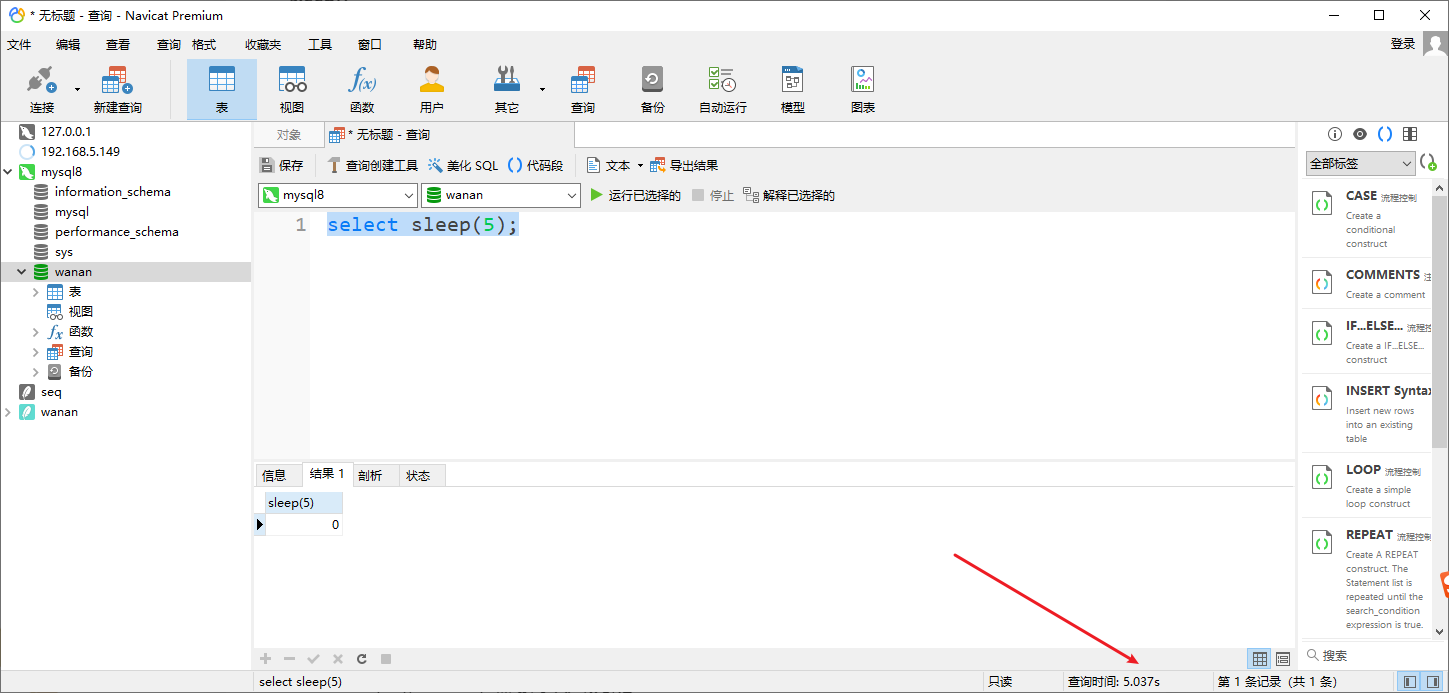 * 无标题 - 查询 - Navicat Premium
文件 编辑 查看 查询 格式 收藏夹 工具 窗口 帮助
登录
连接 新建查询 表 视图 函数 用户 其它 查询 备份 自动运行 模型 图表
127.0.0.1
192.168.5.149
mysql8
information_schema
mysql
performance_schema
sys
wanan
表
视图
函数
查询
备份
seq
wanan
对象 * 无标题 - 查询
保存 查询创建工具 美化 SQL 代码段 文本 导出结果
mysql8 wanan 运行已选择的 停止 解释已选择的
1 select sleep(5);
信息 结果 1 剖析 状态
sleep(5)
0
全部标签
CASE 流程控制
Create a
conditional
construct
COMMENTS 注
Create a comment
IF...ELSE... 流程控
Create a IF...ELSE...
construct
INSERT Syntax
Insert new rows
into an existing
table
LOOP 流程控制
Create a simple
loop construct
REPEAT 流程控制
Create A REPEAT
construct. The
Statement list is
repeated until the
search_condition
expression is true.
搜索
select sleep(5) 只读 查询时间: 5.037s 第 1 条记录 (共 1 条)